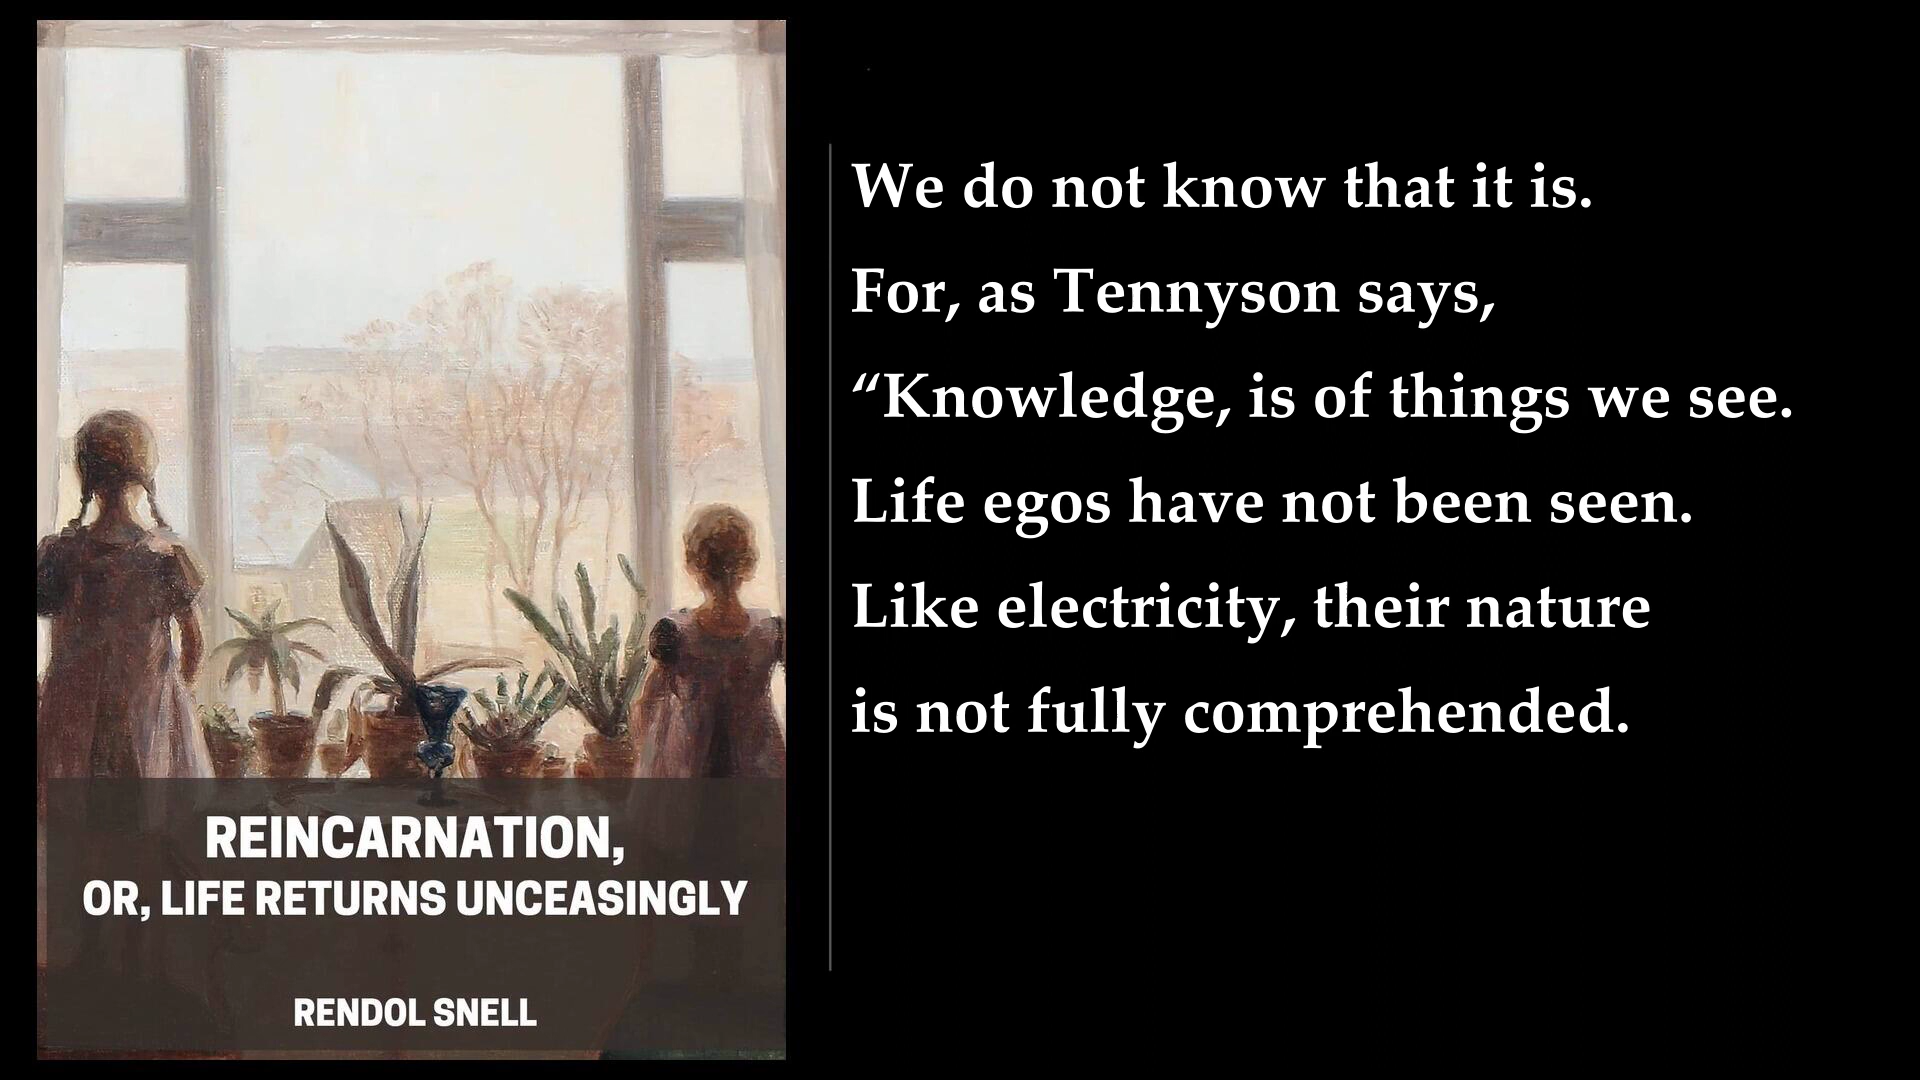 REINCARNATION,
OR, LIFE RETURNS UNCEASINGLY
RENDOL SNELL
We do not know that it is.
For, as Tennyson says,
“Knowledge, is of things we see.
Life egos have not been seen.
Like electricity, their nature
is not fully comprehended.